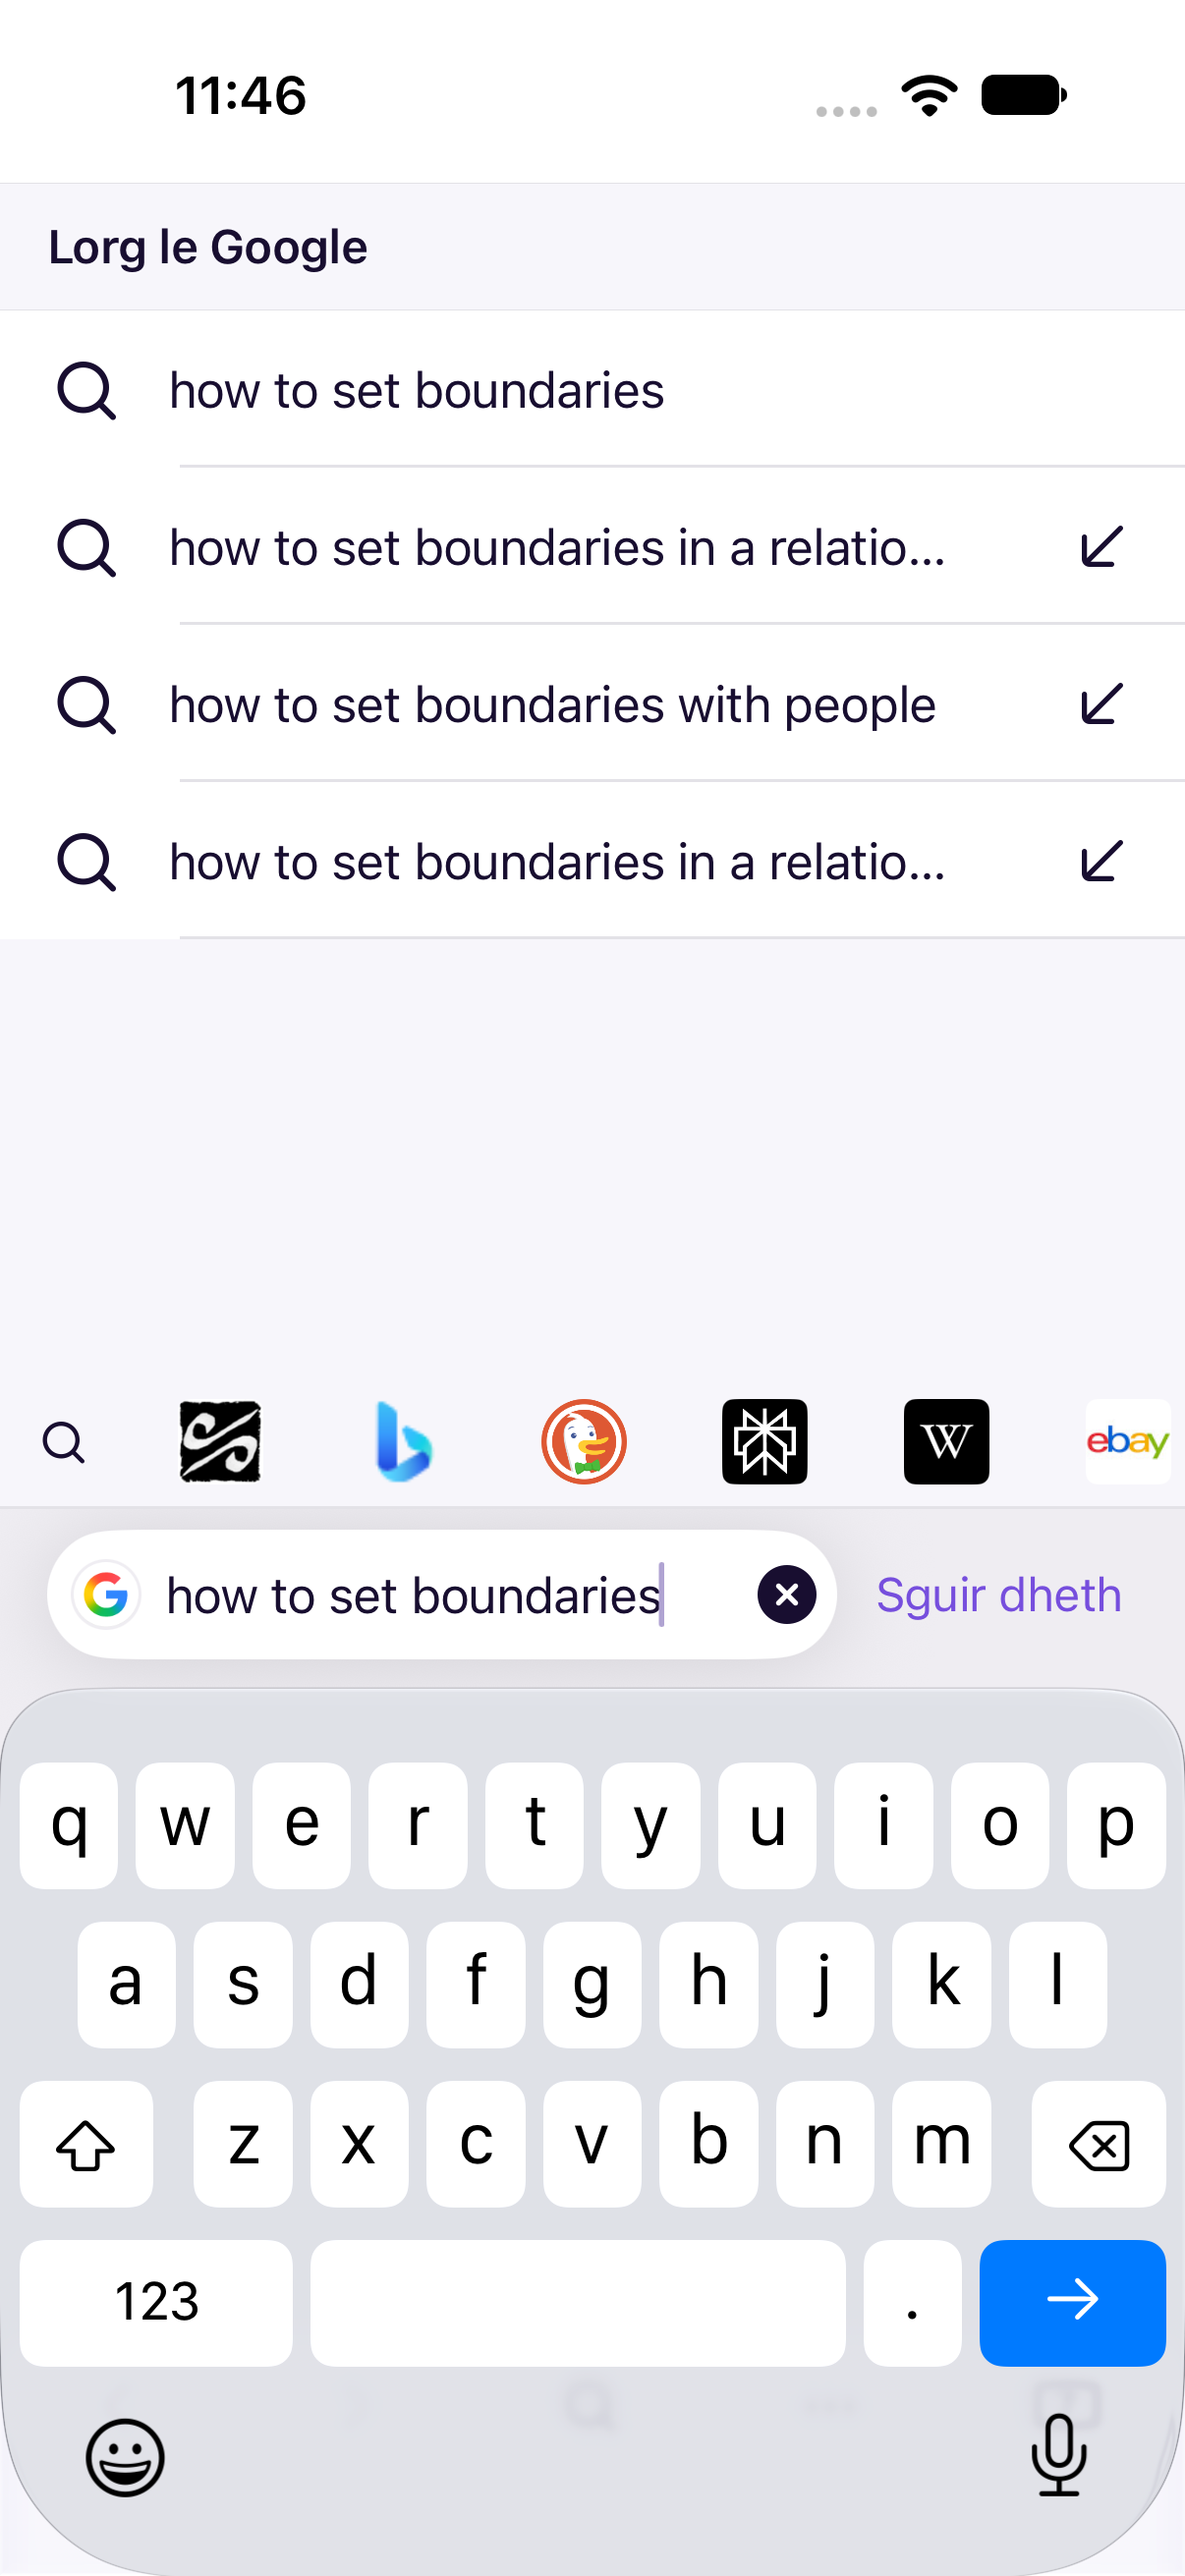 11:46
Lorg le Google
how to set boundaries
how to set boundaries in a relatio...
how to set boundaries with people
how to set boundaries in a relatio...
W
ebay
how to set boundaries
Sguir dheth
q w e r t y u i o p
a s d f g h j k l
z x c v b n m
123 .